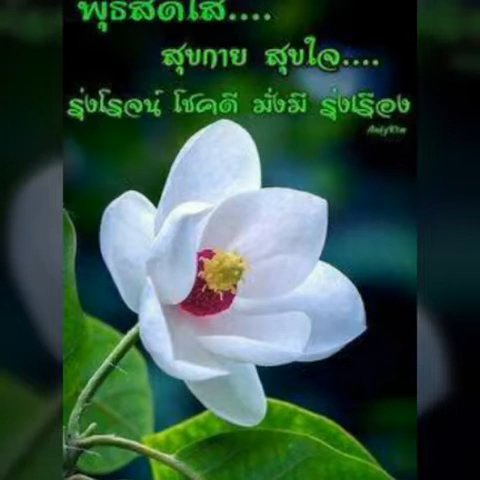 พุธสดใส....
สุขกาย สุขใจ....
รุ่งโรจน์ โชคดี มั่งมี รุ่งเรือง